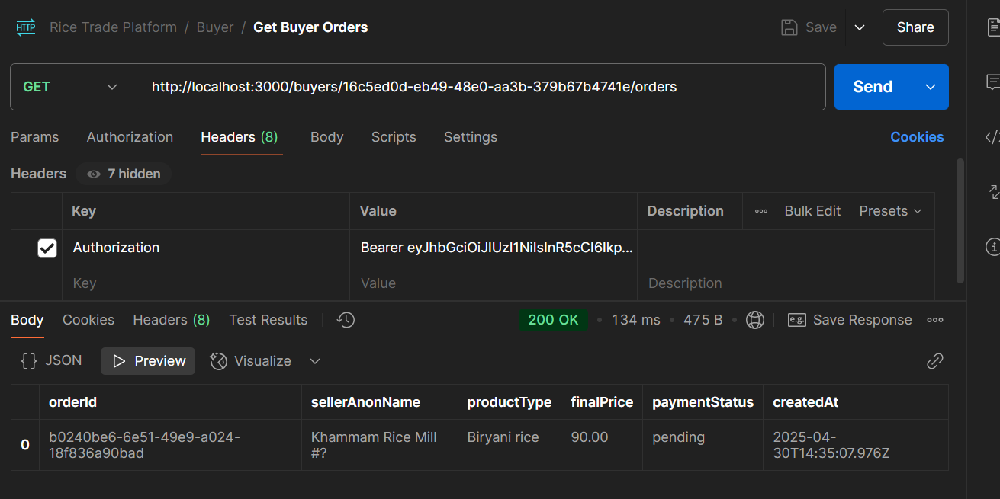 HTTP Rice Trade Platform / Buyer / Get Buyer Orders Save Share
GET http://localhost:3000/buyers/16c5ed0d-eb49-48e0-aa3b-379b67b4741e/orders Send
Params Authorization Headers (8) Body Scripts Settings Cookies
Headers 7 hidden
Key Value Description Bulk Edit Presets
Authorization Bearer eyJhbGciOiJIUzI1NiIsInR5cCI6Ikp...
Key Value Description
Body Cookies Headers (8) Test Results 200 OK • 134 ms • 475 B • e.g. Save Response
{} JSON Preview Visualize
orderId sellerAnonName productType finalPrice paymentStatus createdAt
0 b0240be6-6e51-49e9-a024- Khammam Rice Mill Biryani rice 90.00 pending 2025-04-
18f836a90bad #? 30T14:35:07.976Z